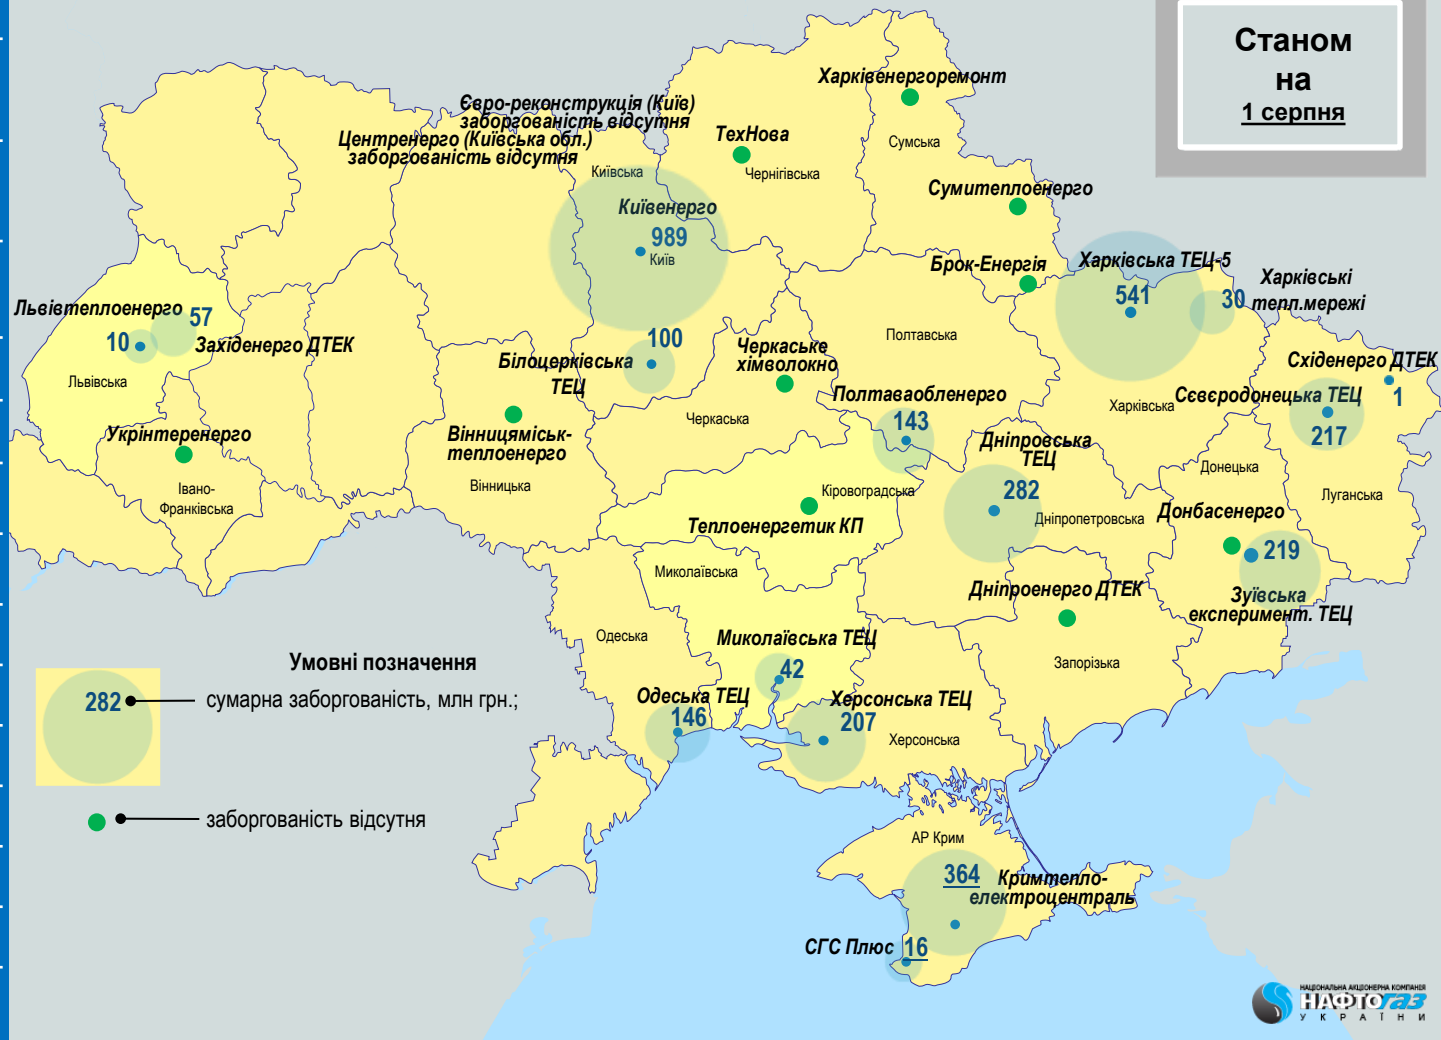 Станом
на
1 серпня
Харківенергоремонт
Євро-реконструкція (Київ)
заборгованість відсутня
Центренерго (Київська обл.)
заборгованість відсутня
ТехНова
Сумська
Київська
Чернігівська
Сумитеплоенерго
Київенерго
989
Київ
Брок-Енергія
Харківська ТЕЦ-5
541
Харківські
тепл.мережі
30
Львівтеплоенерго
57
10
Західенерго ДТЕК
Львівська
Полтавська
100
Білоцерківська
ТЕЦ
Черкаське
хімволокно
Східенерго ДТЕК
1
Сєвєродонецька ТЕЦ
217
Полтаваобленерго
143
Харківська
Черкаська
Укрінтеренерго
Вінницяміськ-
теплоенерго
Вінницька
Дніпровська
ТЕЦ
282
Дніпропетровська
Донецька
Луганська
Івано-
Франківська
Кіровоградська
Теплоенергетик КП
Донбасенерго
219
Зуївська
експеримент. ТЕЦ
Миколаївська
Дніпроенерго ДТЕК
Одеська
Миколаївська ТЕЦ
42
Запорізька
Умовні позначення
282
сумарна заборгованість, млн грн.;
Одеська ТЕЦ
146
Херсонська ТЕЦ
207
Херсонська
заборгованість відсутня
АР Крим
364
Кримтепло-
електроцентраль
СГС Плюс
16
НАЦІОНАЛЬНА АКЦІОНЕРНА КОМПАНІЯ
НАФТОГАЗ
УКРАЇНИ